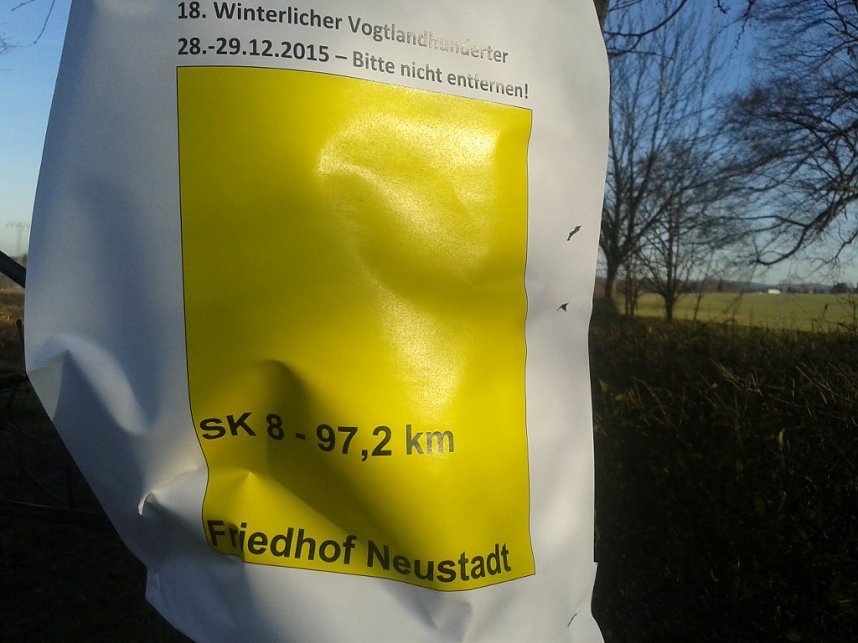 18. Winterlicher Vogtlandhunderter
28.-29.12.2015 – Bitte nicht entfernen!
SK 8 - 97,2 km
Friedhof Neustadt